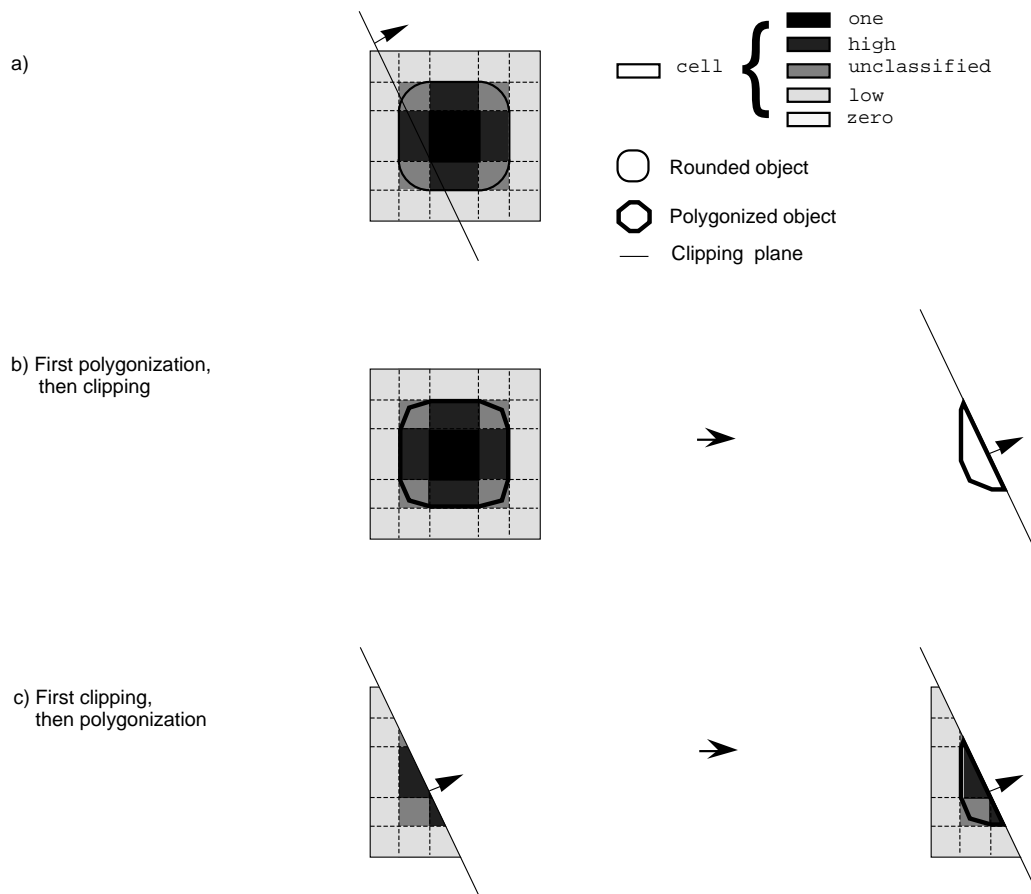 a)
cell
one
high
unclassified
low
zero
Rounded object
Polygonized object
Clipping plane
b) First polygonization,
then clipping
c) First clipping,
then polygonization